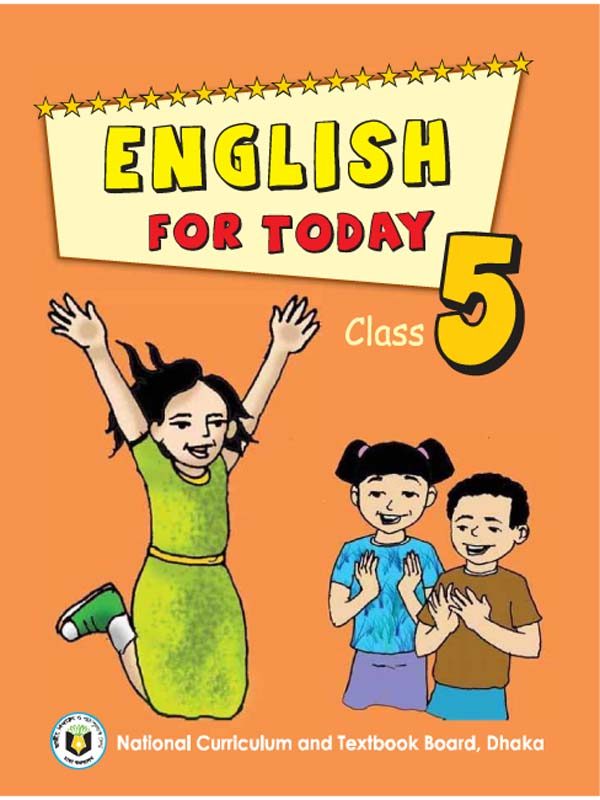 ENGLISH
FOR TODAY
Class 5
National Curriculum and Textbook Board, Dhaka